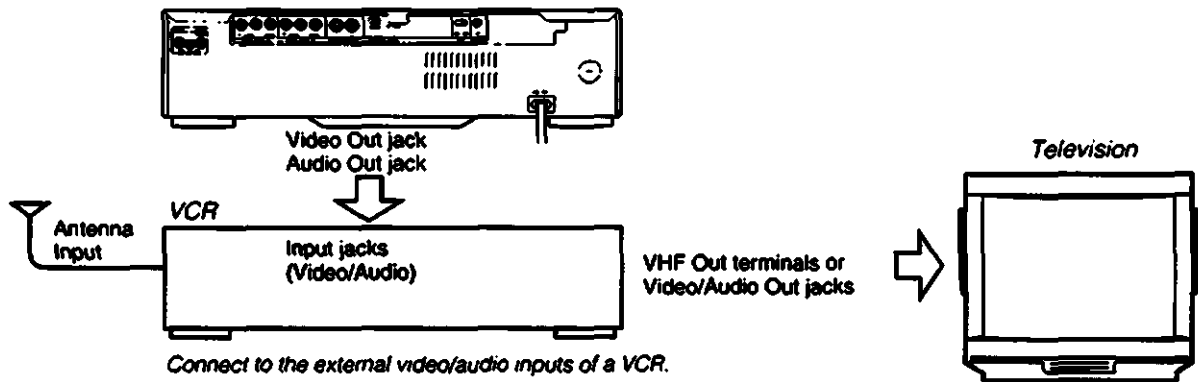 Video Out jack
Audio Out jack
Television
VCR
Antenna
Input
Input jacks
(Video/Audio)
VHF Out terminals or
Video/Audio Out jacks
Connect to the external video/audio inputs of a VCR.